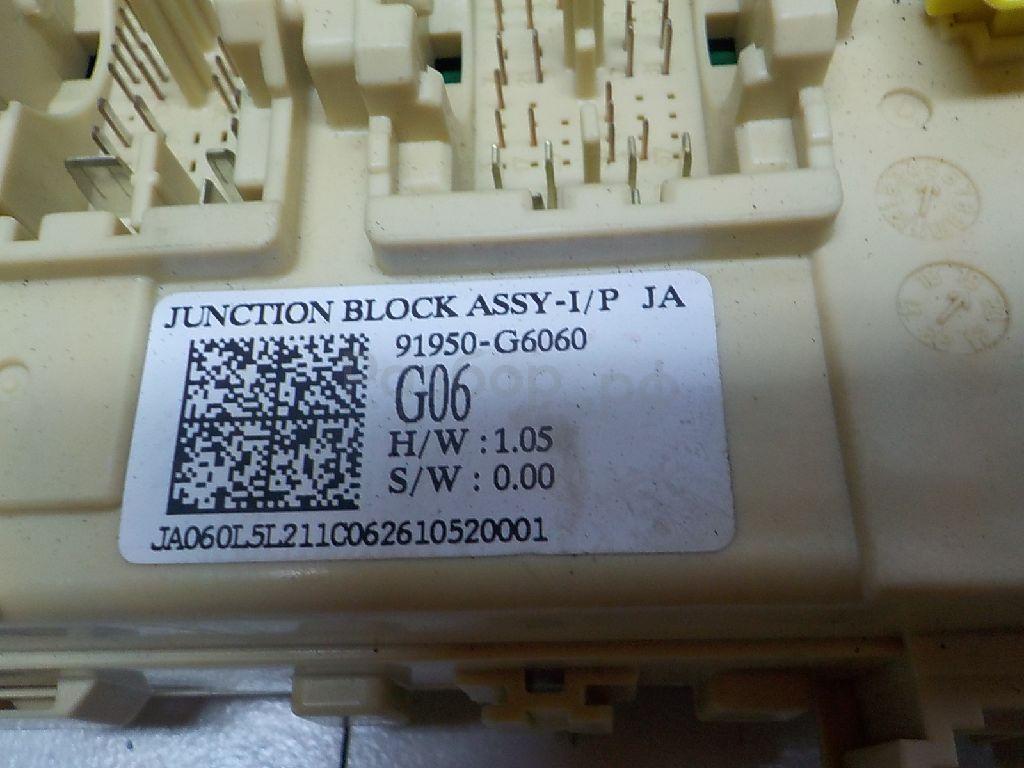 JUNCTION BLOCK ASSY-I/P JA
91950-G6060
G06
H/W : 1.05
S/W : 0.00
JA060L5L211C062610520001